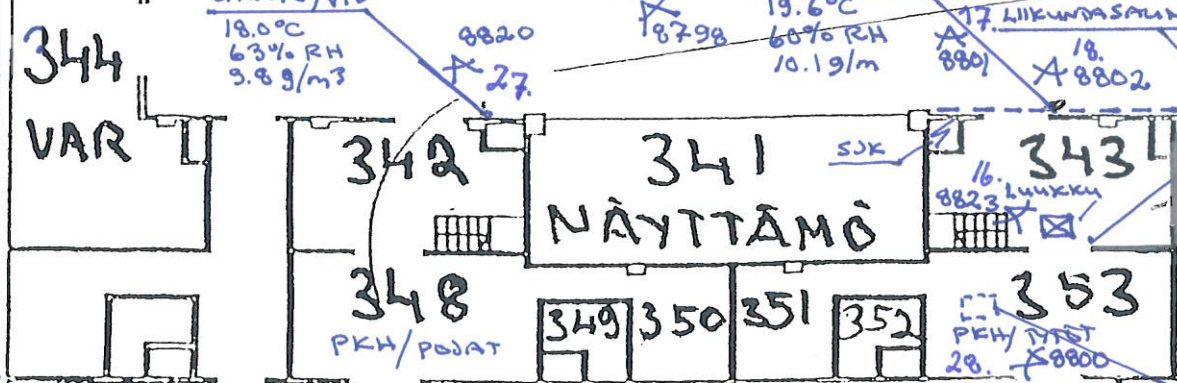 344
VAR
18.0°C
63% RH
9.8 g/m3
8820
27.
8798
19.6°C
60% RH
10.19/m
17. LIIKUNTASALIN
8801
18.
8802
342
341
NÄYTTÄMÖ
SJK
343
16.
8823
LUUKKU
348
PKH/POJAT
349
350
351
352
353
PKH/TYTÖT
28.
8800